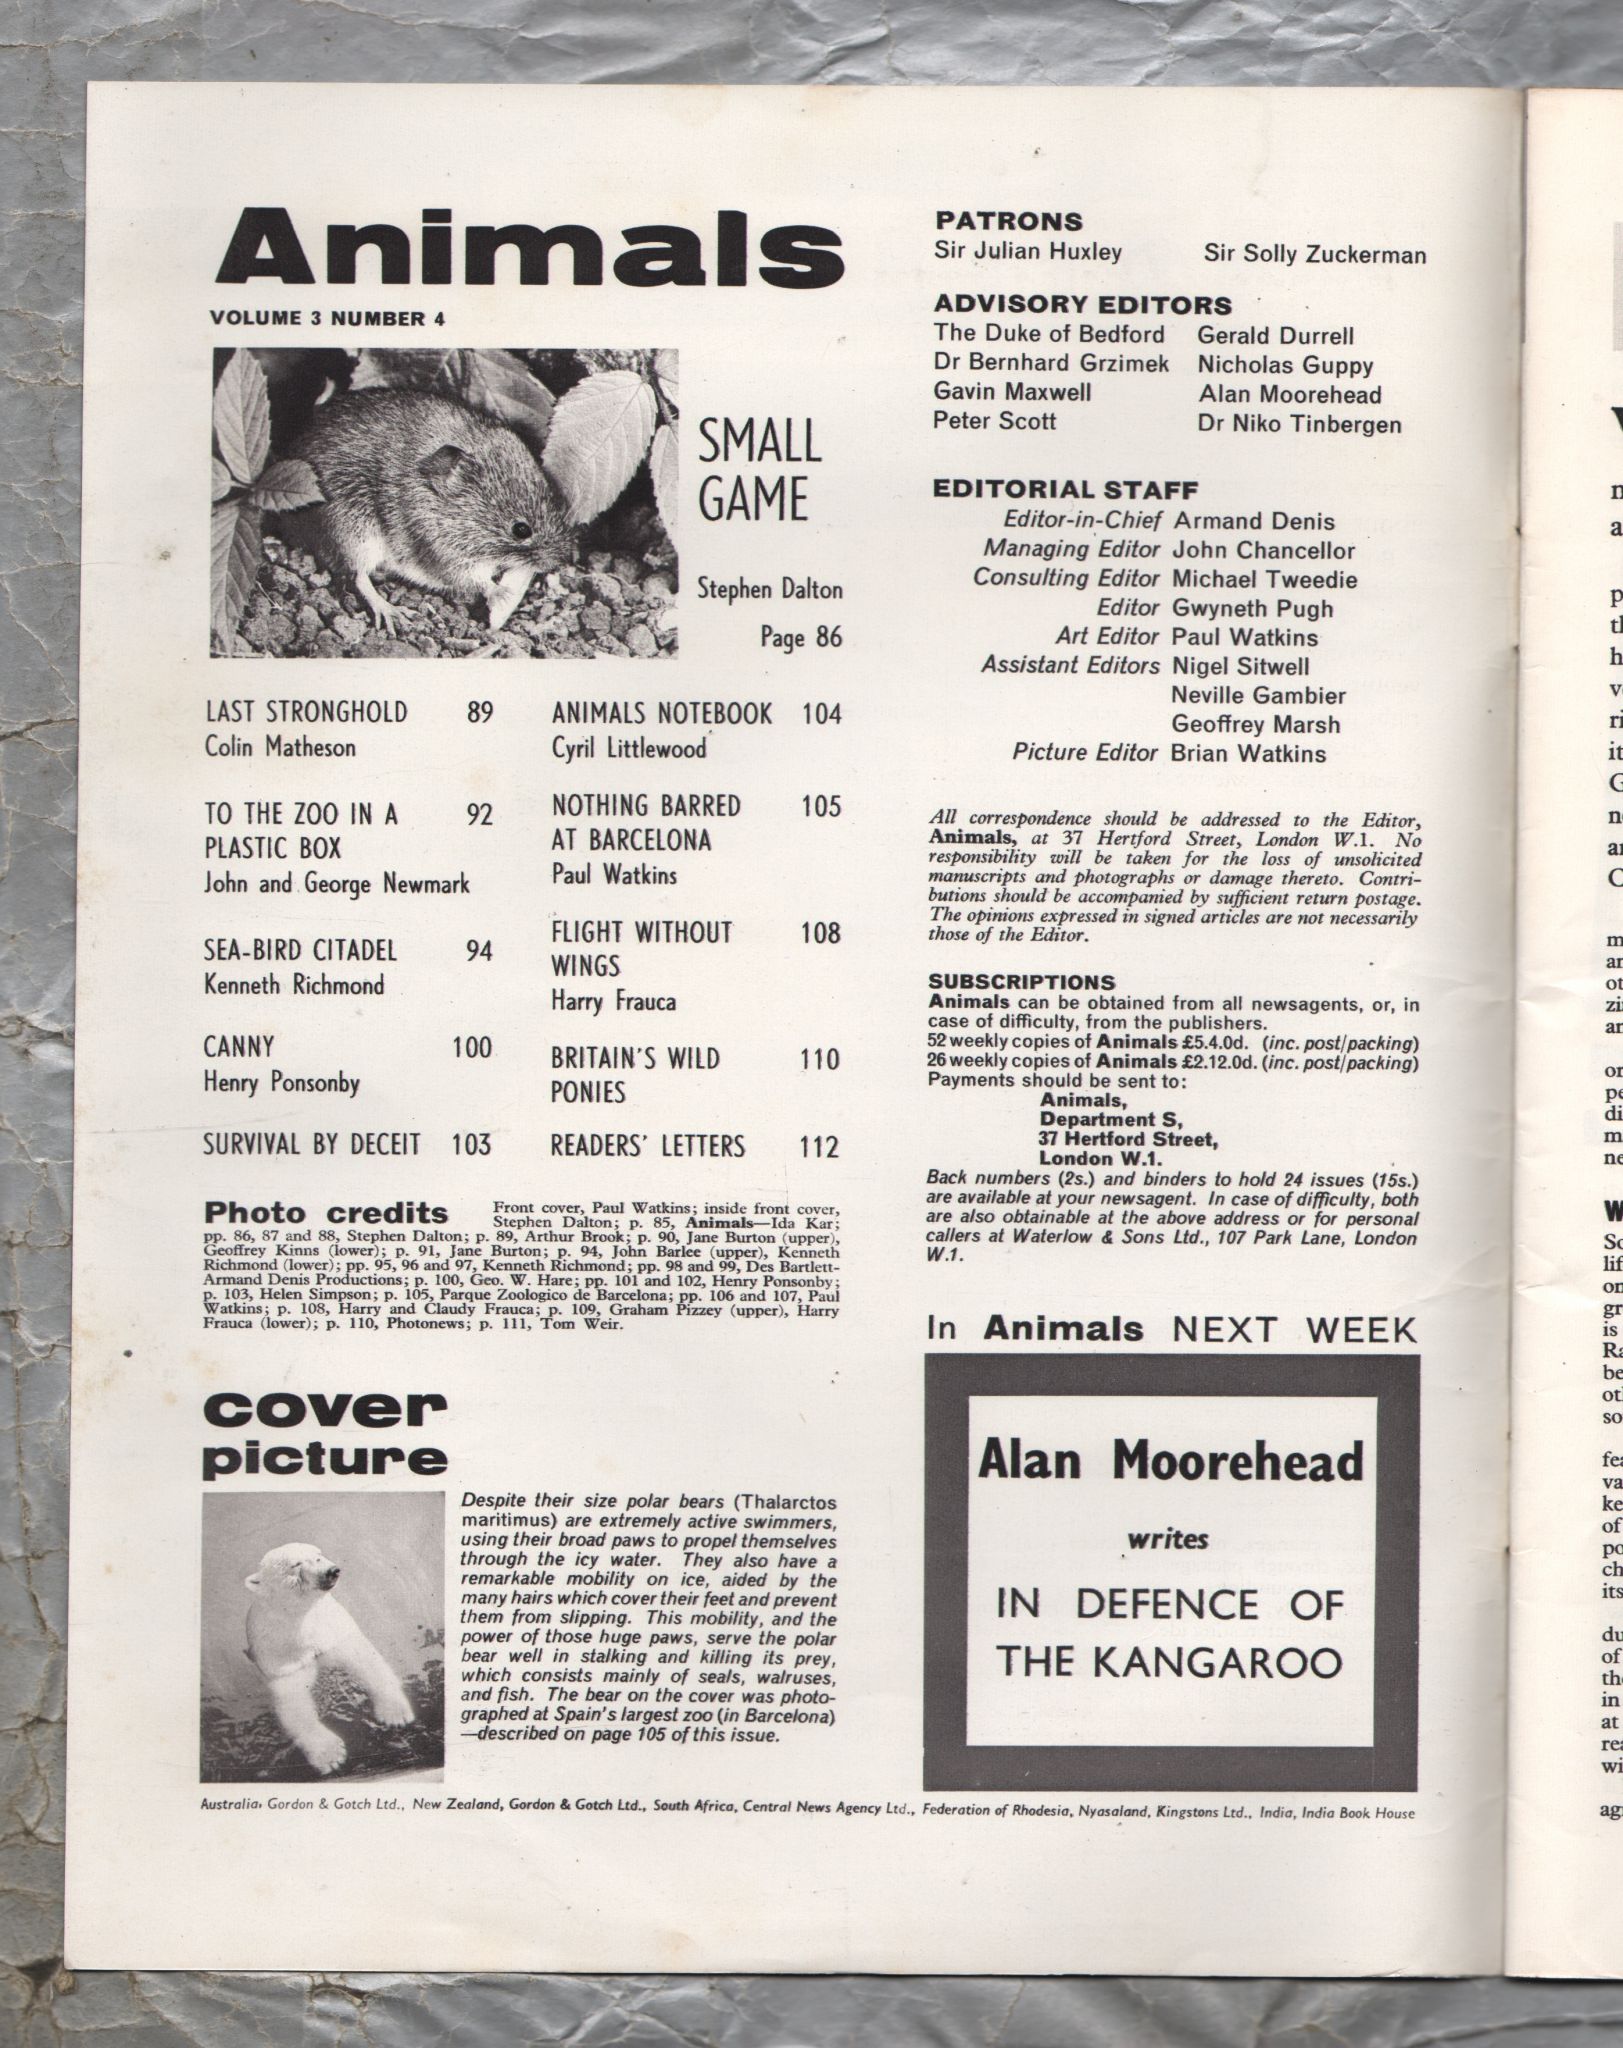 Animals
VOLUME 3 NUMBER 4
SMALL
GAME
Stephen Dalton
Page 86
LAST STRONGHOLD 89
Colin Matheson
TO THE ZOO IN A 92
PLASTIC BOX
John and George Newmark
SEA-BIRD CITADEL 94
Kenneth Richmond
CANNY 100
Henry Ponsonby
SURVIVAL BY DECEIT 103
ANIMALS NOTEBOOK 104
Cyril Littlewood
NOTHING BARRED 105
AT BARCELONA
Paul Watkins
FLIGHT WITHOUT 108
WINGS
Harry Frauca
BRITAIN'S WILD 110
PONIES
READERS' LETTERS 112
Photo credits Front cover, Paul Watkins; inside front cover,
Stephen Dalton; p. 85, Animals—Ida Kar;
pp. 86, 87 and 88, Stephen Dalton; p. 89, Arthur Brook; p. 90, Jane Burton (upper),
Geoffrey Kinns (lower); p. 91, Jane Burton; p. 94, John Barlee (upper), Kenneth
Richmond (lower); pp. 95, 96 and 97, Kenneth Richmond; pp. 98 and 99, Des Bartlett-
Armand Denis Productions; p. 100, Geo. W. Hare; pp. 101 and 102, Henry Ponsonby;
p. 103, Helen Simpson; p. 105, Parque Zoologico de Barcelona; pp. 106 and 107, Paul
Watkins; p. 108, Harry and Claudy Frauca; p. 109, Graham Pizzey (upper), Harry
Frauca (lower); p. 110, Photonews; p. 111, Tom Weir.
cover
picture
Despite their size polar bears (Thalarctos
maritimus) are extremely active swimmers,
using their broad paws to propel themselves
through the icy water. They also have a
remarkable mobility on ice, aided by the
many hairs which cover their feet and prevent
them from slipping. This mobility, and the
power of those huge paws, serve the polar
bear well in stalking and killing its prey,
which consists mainly of seals, walruses,
and fish. The bear on the cover was photo-
graphed at Spain's largest zoo (in Barcelona)
—described on page 105 of this issue.
PATRONS
Sir Julian Huxley Sir Solly Zuckerman
ADVISORY EDITORS
The Duke of Bedford Gerald Durrell
Dr Bernhard Grzimek Nicholas Guppy
Gavin Maxwell Alan Moorehead
Peter Scott Dr Niko Tinbergen
EDITORIAL STAFF
Editor-in-Chief Armand Denis
Managing Editor John Chancellor
Consulting Editor Michael Tweedie
Editor Gwyneth Pugh
Art Editor Paul Watkins
Assistant Editors Nigel Sitwell
Neville Gambier
Geoffrey Marsh
Picture Editor Brian Watkins
All correspondence should be addressed to the Editor,
Animals, at 37 Hertford Street, London W.1. No
responsibility will be taken for the loss of unsolicited
manuscripts and photographs or damage thereto. Contri-
butions should be accompanied by sufficient return postage.
The opinions expressed in signed articles are not necessarily
those of the Editor.
SUBSCRIPTIONS
Animals can be obtained from all newsagents, or, in
case of difficulty, from the publishers.
52 weekly copies of Animals £5.4.0d. (inc. post/packing)
26 weekly copies of Animals £2.12.0d. (inc. post/packing)
Payments should be sent to:
Animals,
Department S,
37 Hertford Street,
London W.1.
Back numbers (2s.) and binders to hold 24 issues (15s.)
are available at your newsagent. In case of difficulty, both
are also obtainable at the above address or for personal
callers at Waterlow & Sons Ltd., 107 Park Lane, London
W.1.
In Animals NEXT WEEK
Alan Moorehead
writes
IN DEFENCE OF
THE KANGAROO
Australia, Gordon & Gotch Ltd., New Zealand, Gordon & Gotch Ltd., South Africa, Central News Agency Ltd., Federation of Rhodesia, Nyasaland, Kingstons Ltd., India, India Book House